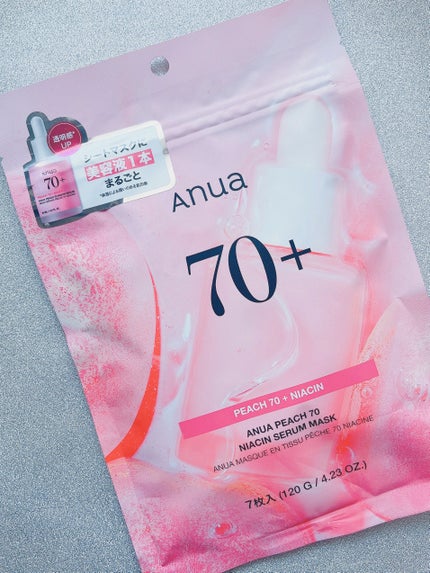 透明感*
UP
anua
70+
シートマスクに
美容液1本
まるごと
Anua
70+
PEACH 70 + NIACIN
ANUA PEACH 70
NIACIN SERUM MASK
ANUA MASQUE EN TISSU PÊCHE 70 NIACINE
7枚入 (120 G / 4.23 OZ.)